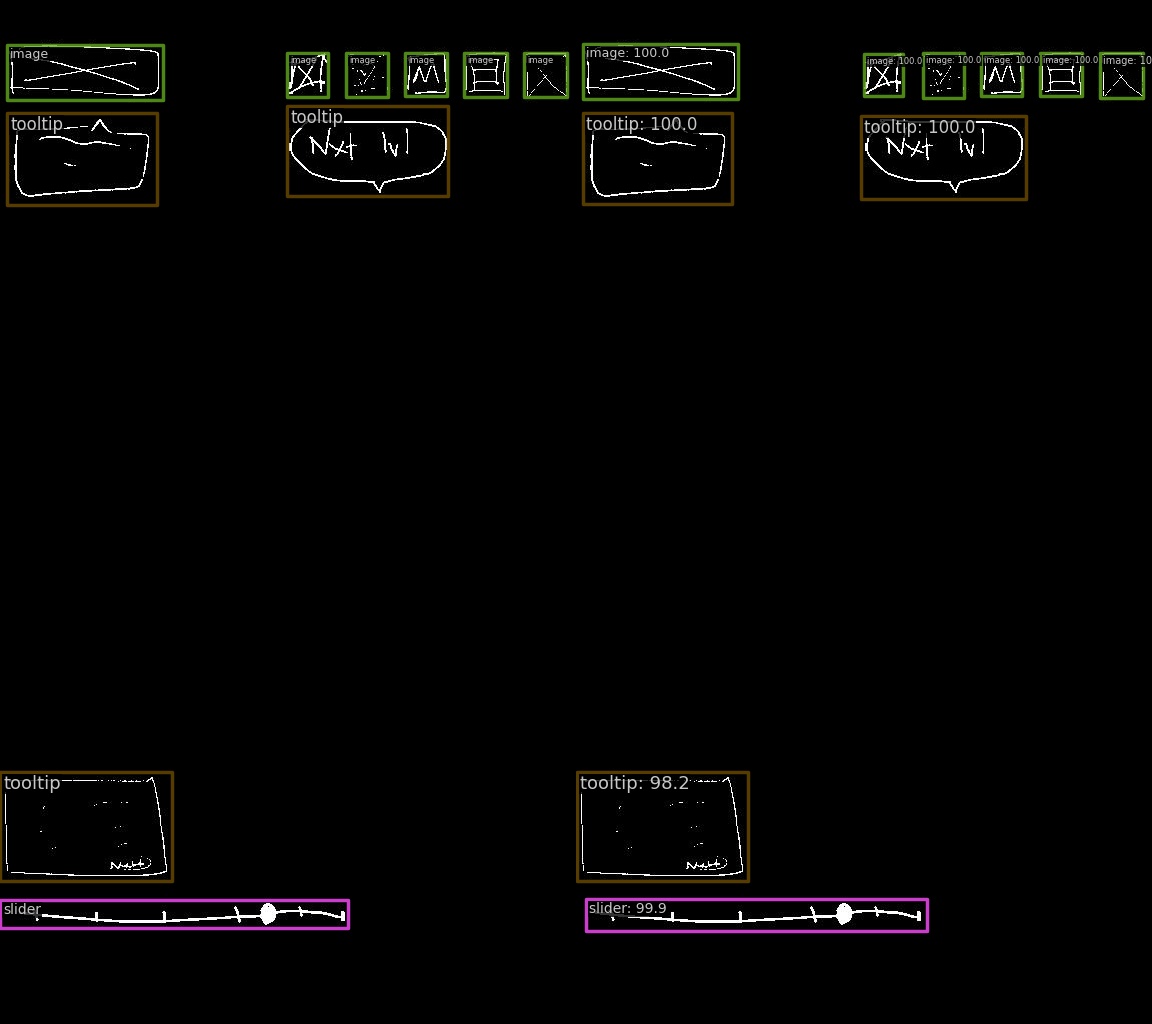 image image image image image image image: 100.0 image: 100.0 image: 100.0 image: 100.0 image: 100.0 image: 10
tooltip tooltip tooltip: 100.0 tooltip: 100.0
Nxt lvl Nxt lvl
tooltip tooltip: 98.2
slider slider: 99.9